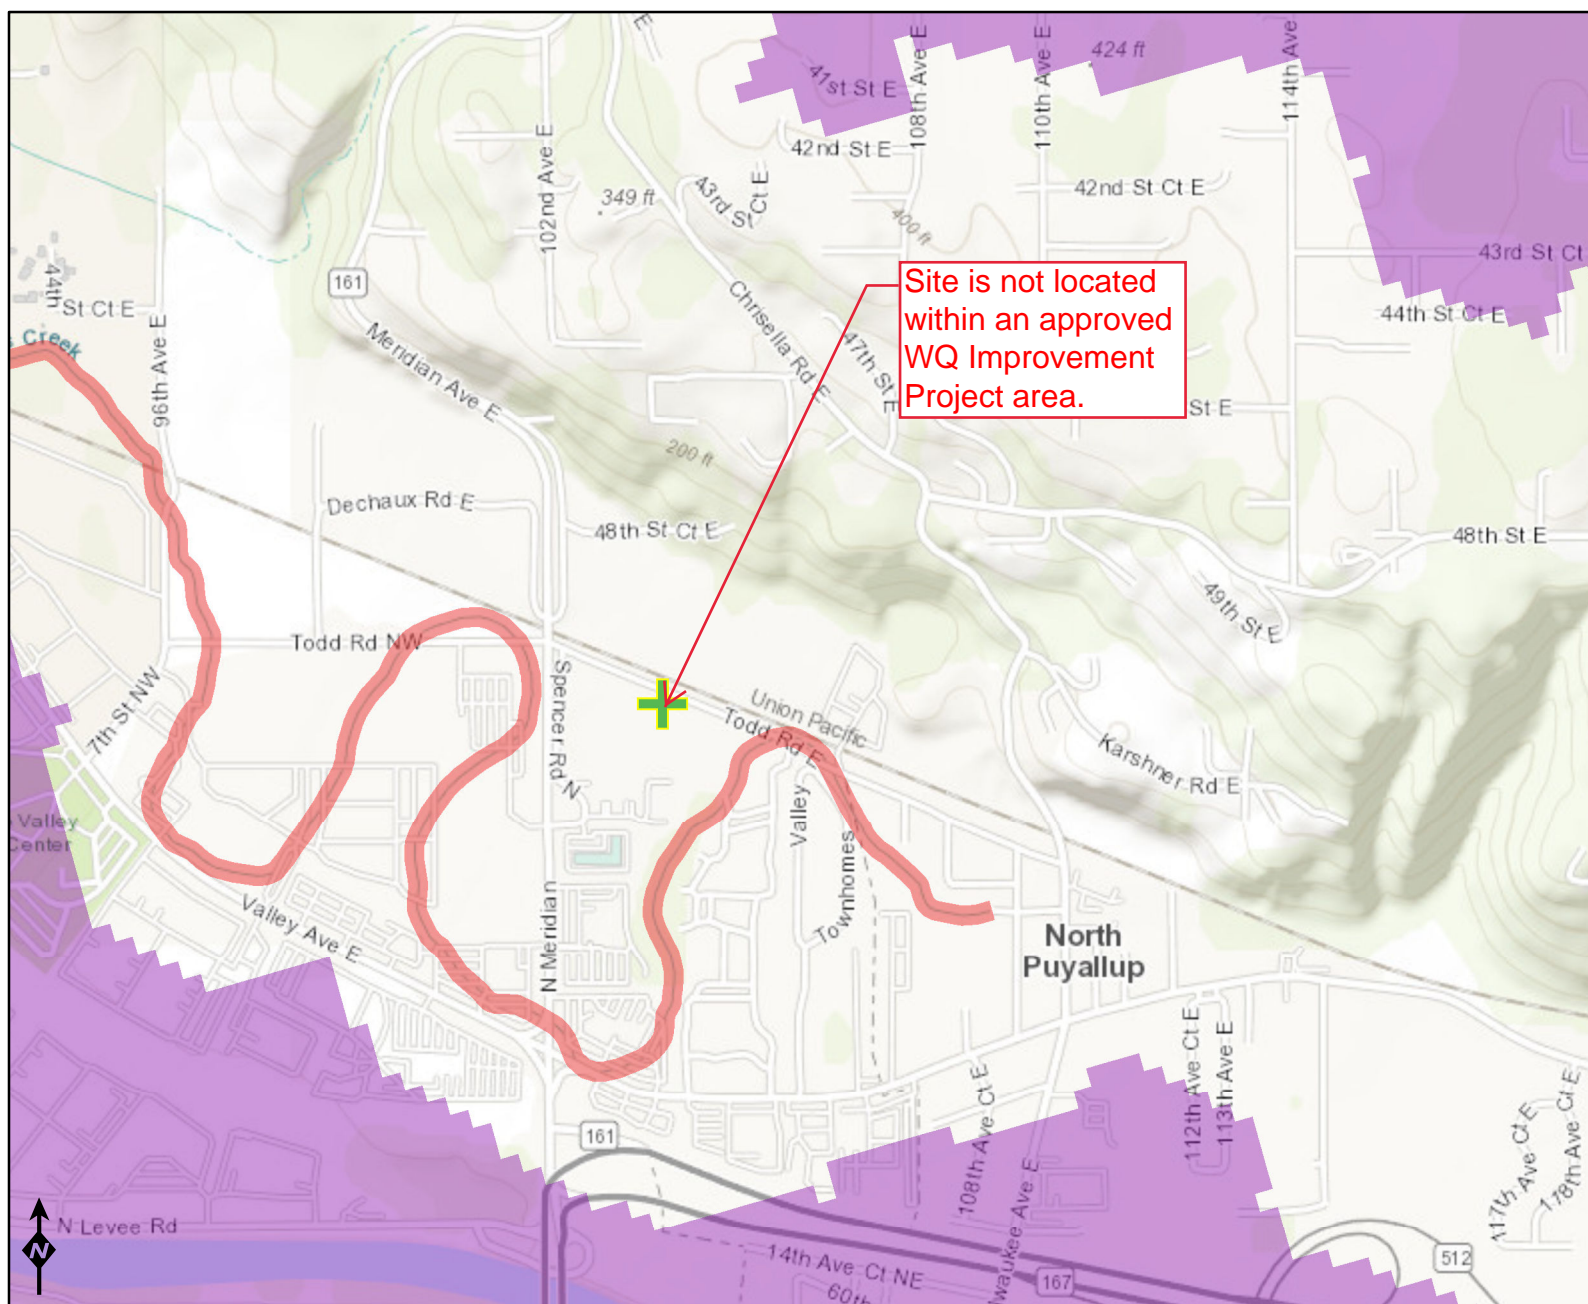 424 ft
41st St E
108th Ave E
110th Ave E
114th Ave
E
42nd St E
42nd St Ct E
102nd Ave E
349 ft
43rd St
Ct E
400 ft
43rd St Ct
44th
St Ct E
161
Creek
96th Ave E
Meridian Ave E
Chrisella Rd E
47th St E
44th St Ct E
Site is not located
within an approved
WQ Improvement
Project area.
St E
200 ft
Dechaux Rd E
48th St Ct E
48th St E
49th St E
Todd Rd NW
7th St NW
Spencer Rd N
Union Pacific
Todd Rd E
Karshner Rd E
Valley
Center
Valley
Townhomes
Valley Ave E
N Meridian
North
Puyallup
112th Ave Ct E
113th Ave E
108th Ave Ct E
117th Ave Ct E
118th Ave Ct E
161
N Levee Rd
N
14th Ave Ct NE
60th
waukee Ave E
167
512